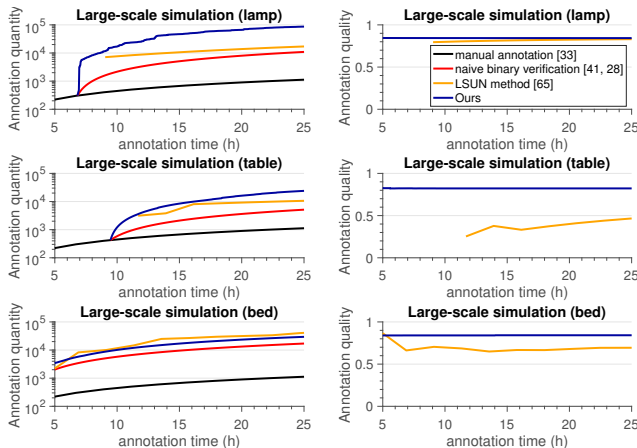 Large-scale simulation (lamp)
Annotation quantity
10^5
10^4
10^3
10^2
5 10 15 20 25
annotation time (h)
Large-scale simulation (lamp)
Annotation quality
1
0.5
0
manual annotation [33]
naive binary verification [41, 28]
LSUN method [65]
Ours
5 10 15 20 25
annotation time (h)
Large-scale simulation (table)
Annotation quantity
10^5
10^4
10^3
10^2
5 10 15 20 25
annotation time (h)
Large-scale simulation (table)
Annotation quality
1
0.5
0
5 10 15 20 25
annotation time (h)
Large-scale simulation (bed)
Annotation quantity
10^5
10^4
10^3
10^2
5 10 15 20 25
annotation time (h)
Large-scale simulation (bed)
Annotation quality
1
0.5
0
5 10 15 20 25
annotation time (h)